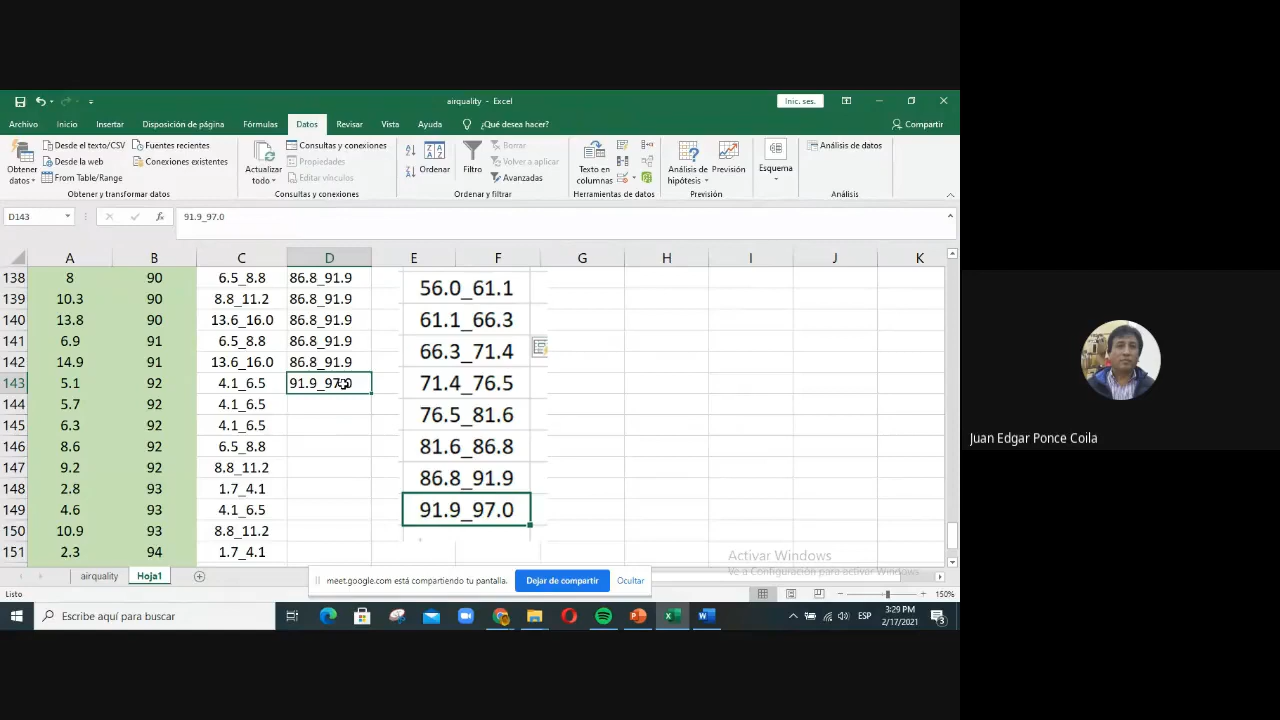 airquality - Excel
Inic. ses.
Archivo Inicio Insertar Disposición de página Fórmulas Datos Revisar Vista Ayuda ¿Qué desea hacer? Compartir
Obtener datos
Desde el texto/CSV
Desde la web
From Table/Range
Fuentes recientes
Conexiones existentes
Obtener y transformar datos
Actualizar todo
Consultas y conexiones
Propiedades
Editar vínculos
Consultas y conexiones
Ordenar
Filtro
Borrar
Volver a aplicar
Avanzadas
Ordenar y filtrar
Texto en columnas
Herramientas de datos
Análisis de hipótesis
Previsión
Previsión
Esquema
Análisis de datos
Análisis
D143 fx 91.9_97.0
A B C D E F G H I J K
138 8 90 6.5_8.8 86.8_91.9
139 10.3 90 8.8_11.2 86.8_91.9
140 13.8 90 13.6_16.0 86.8_91.9
141 6.9 91 6.5_8.8 86.8_91.9
142 14.9 91 13.6_16.0 86.8_91.9
143 5.1 92 4.1_6.5 91.9_97.0
144 5.7 92 4.1_6.5
145 6.3 92 4.1_6.5
146 8.6 92 6.5_8.8
147 9.2 92 8.8_11.2
148 2.8 93 1.7_4.1
149 4.6 93 4.1_6.5
150 10.9 93 8.8_11.2
151 2.3 94 1.7_4.1
56.0_61.1
61.1_66.3
66.3_71.4
71.4_76.5
76.5_81.6
81.6_86.8
86.8_91.9
91.9_97.0
Activar Windows
Ve a Configuración para activar Windows.
airquality Hoja1
meet.google.com está compartiendo tu pantalla. Dejar de compartir Ocultar
Listo 150%
Escribe aquí para buscar
ESP
3:29 PM
2/17/2021
3
Juan Edgar Ponce Coila